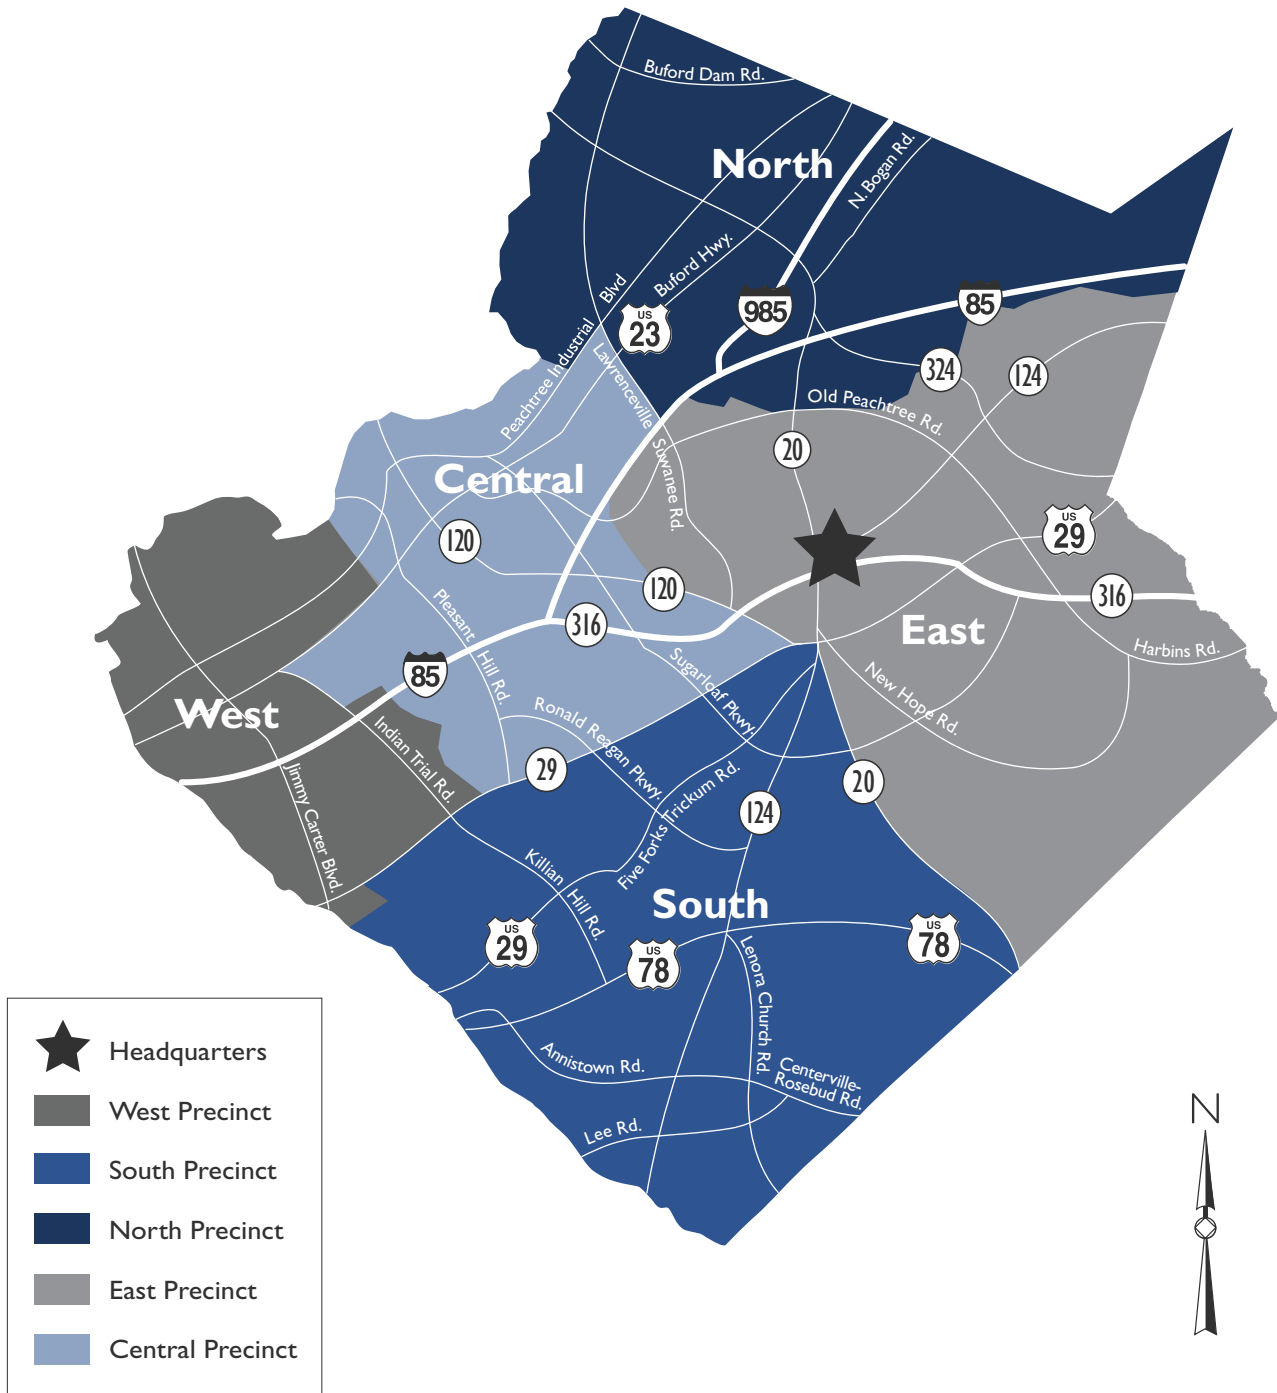 Buford Dam Rd.
North
N. Bogan Rd.
Buford Hwy.
Blvd
Peachtree Industrial
US
23
985
85
Lawrenceville
Suwanee Rd.
324
124
Old Peachtree Rd.
20
Central
120
US
29
120
316
316
Pleasant
Hill Rd.
East
Harbins Rd.
85
Sugarloaf Pkwy.
New Hope Rd.
West
Ronald Reagan Pkwy.
Indian Trial Rd.
29
Jimmy Carter Blvd.
Five Forks Trickum Rd.
124
20
Killian
Hill Rd.
South
US
29
US
78
US
78
Lenora Church Rd.
Annistown Rd.
Centerville-
Rosebud Rd.
Lee Rd.
Headquarters
West Precinct
South Precinct
North Precinct
East Precinct
Central Precinct
N